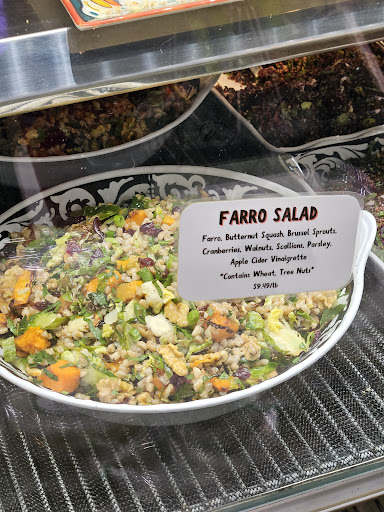 FARRO SALAD
Farro, Butternut Squash, Brussel Sprouts,
Cranberries, Walnuts, Scallions, Parsley,
Apple Cider Vinaigrette
*Contains Wheat, Tree Nuts*
$9.49/lb